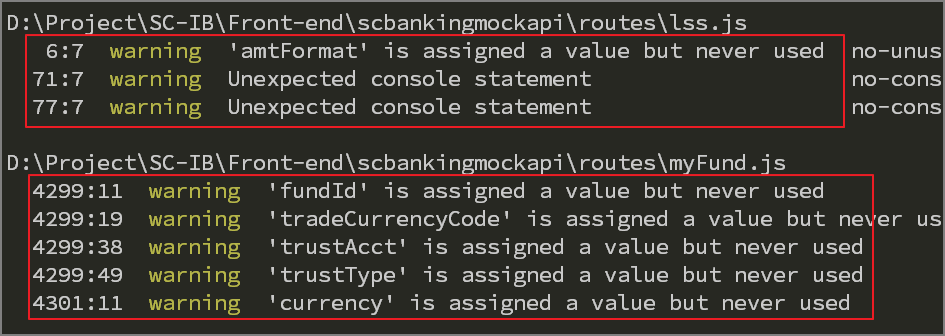 D:\Project\SC-IB\Front-end\scbankingmockapi\routes\lss.js
6:7 warning 'amtFormat' is assigned a value but never used no-unus
71:7 warning Unexpected console statement no-cons
77:7 warning Unexpected console statement no-cons
D:\Project\SC-IB\Front-end\scbankingmockapi\routes\myFund.js
4299:11 warning 'fundId' is assigned a value but never used
4299:19 warning 'tradeCurrencyCode' is assigned a value but never us
4299:38 warning 'trustAcct' is assigned a value but never used
4299:49 warning 'trustType' is assigned a value but never used
4301:11 warning 'currency' is assigned a value but never used